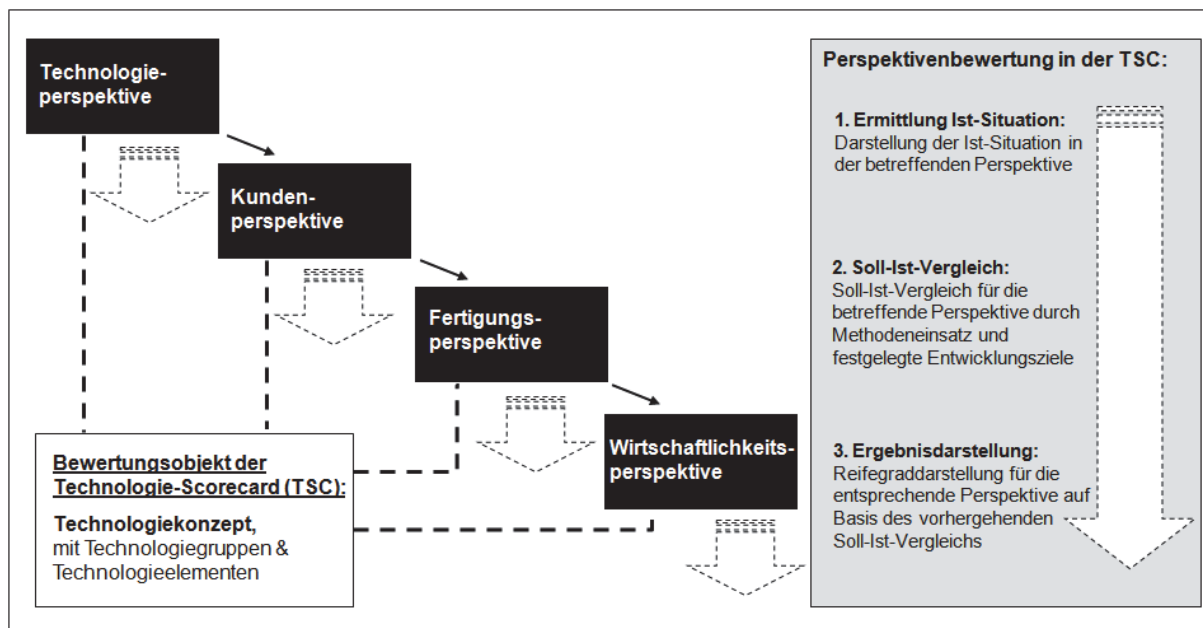 Technologie-
perspektive
Kunden-
perspektive
Fertigungs-
perspektive
Wirtschaftlichkeits-
perspektive
Bewertungsobjekt der
Technologie-Scorecard (TSC):
Technologiekonzept,
mit Technologiegruppen &
Technologieelementen
Perspektivenbewertung in der TSC:
1. Ermittlung Ist-Situation:
Darstellung der Ist-Situation in
der betreffenden Perspektive
2. Soll-Ist-Vergleich:
Soll-Ist-Vergleich für die
betreffende Perspektive durch
Methodeneinsatz und
festgelegte Entwicklungsziele
3. Ergebnisdarstellung:
Reifegraddarstellung für die
entsprechende Perspektive auf
Basis des vorhergehenden
Soll-Ist-Vergleichs